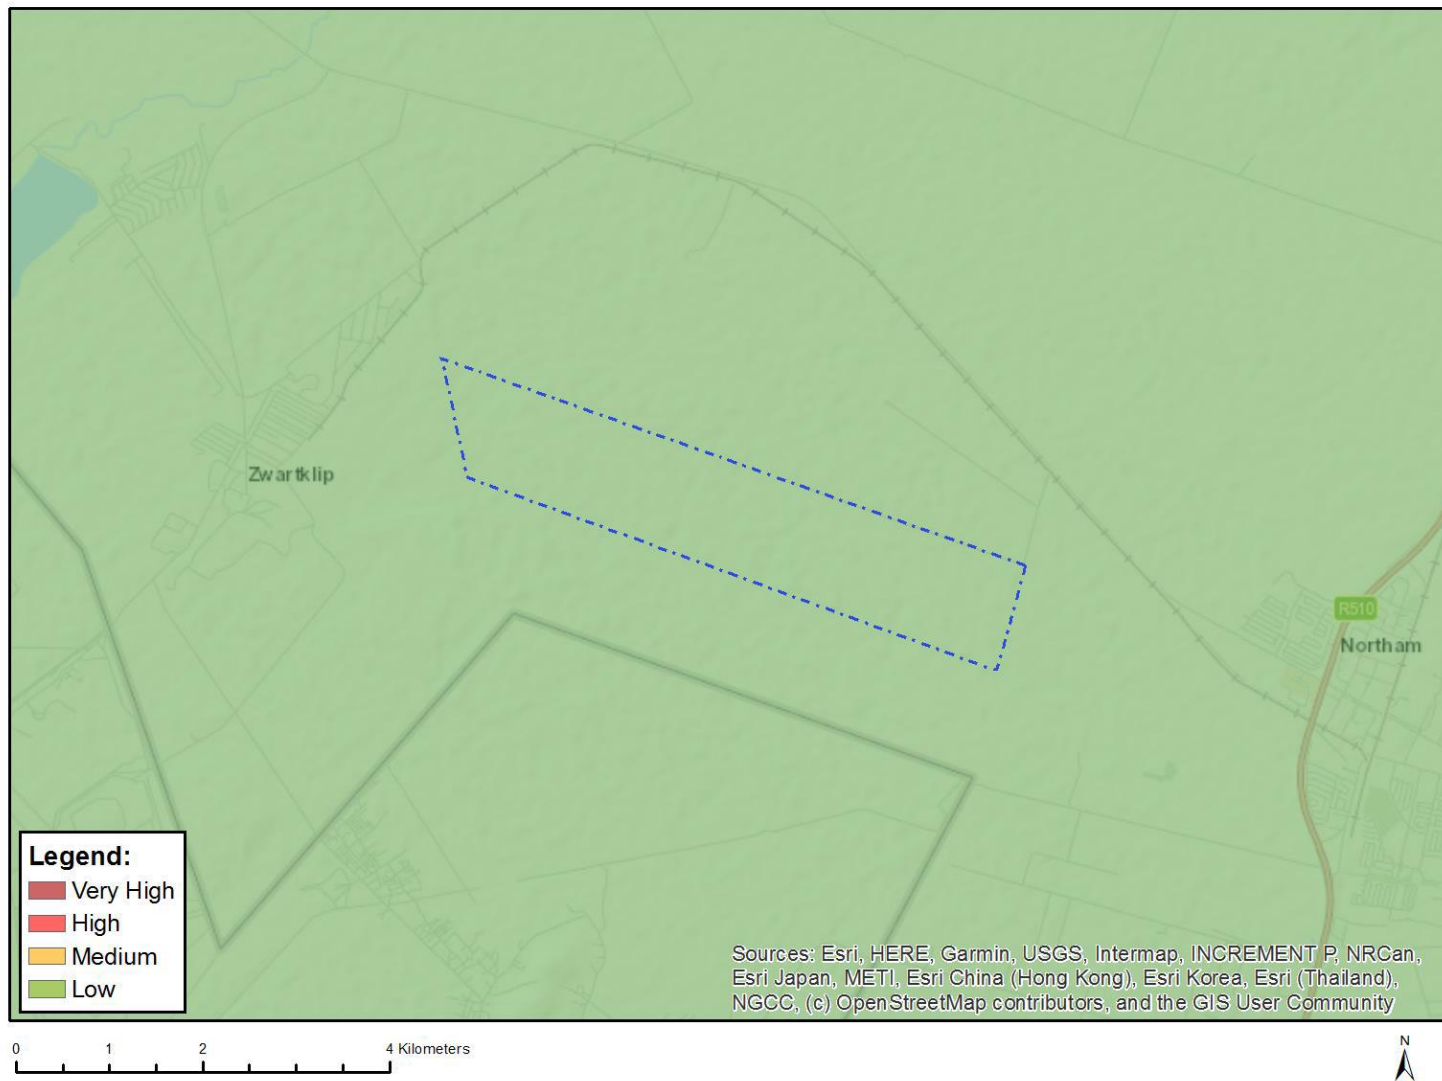 Zwartklip
R510
Northam
Legend:
Very High
High
Medium
Low
Sources: Esri, HERE, Garmin, USGS, Intermap, INCREMENT P, NRCan,
Esri Japan, METI, Esri China (Hong Kong), Esri Korea, Esri (Thailand),
NGCC, (c) OpenStreetMap contributors, and the GIS User Community
0 1 2 4 Kilometers
N